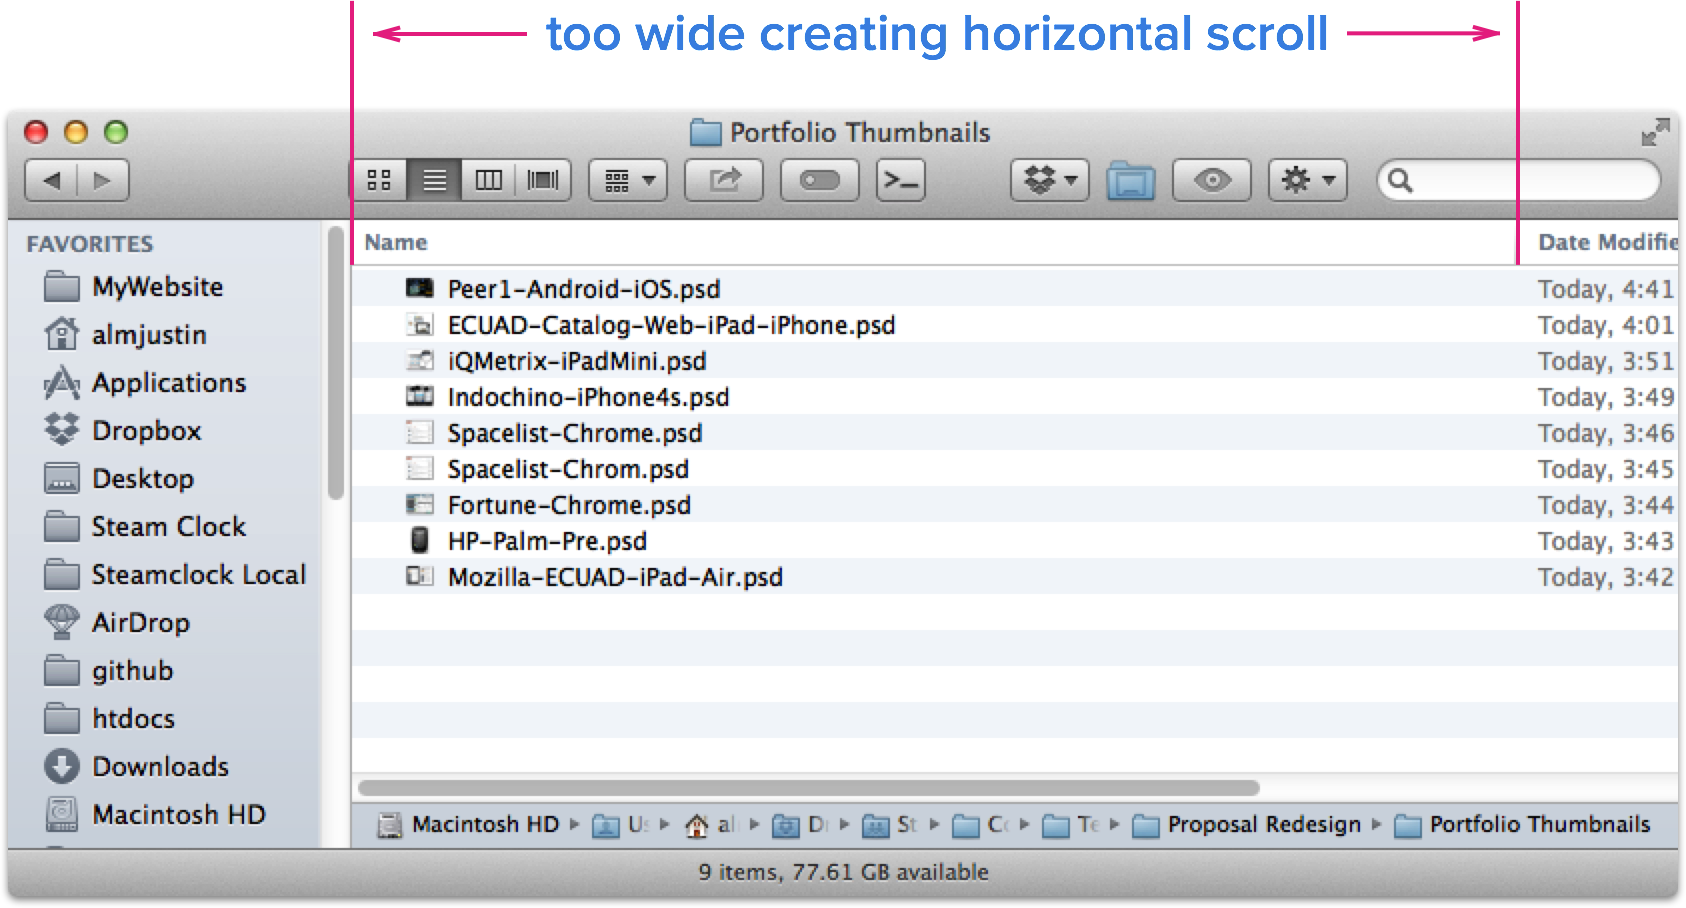 too wide creating horizontal scroll
Portfolio Thumbnails
FAVORITES
MyWebsite
almjustin
Applications
Dropbox
Desktop
Steam Clock
Steamclock Local
AirDrop
github
htdocs
Downloads
Macintosh HD
Name Date Modifie
Peer1-Android-iOS.psd Today, 4:41
ECUAD-Catalog-Web-iPad-iPhone.psd Today, 4:01
iQMetrix-iPadMini.psd Today, 3:51
Indochino-iPhone4s.psd Today, 3:49
Spacelist-Chrome.psd Today, 3:46
Spacelist-Chrom.psd Today, 3:45
Fortune-Chrome.psd Today, 3:44
HP-Palm-Pre.psd Today, 3:43
Mozilla-ECUAD-iPad-Air.psd Today, 3:42
Macintosh HD Us al D St C Te Proposal Redesign Portfolio Thumbnails
9 items, 77.61 GB available